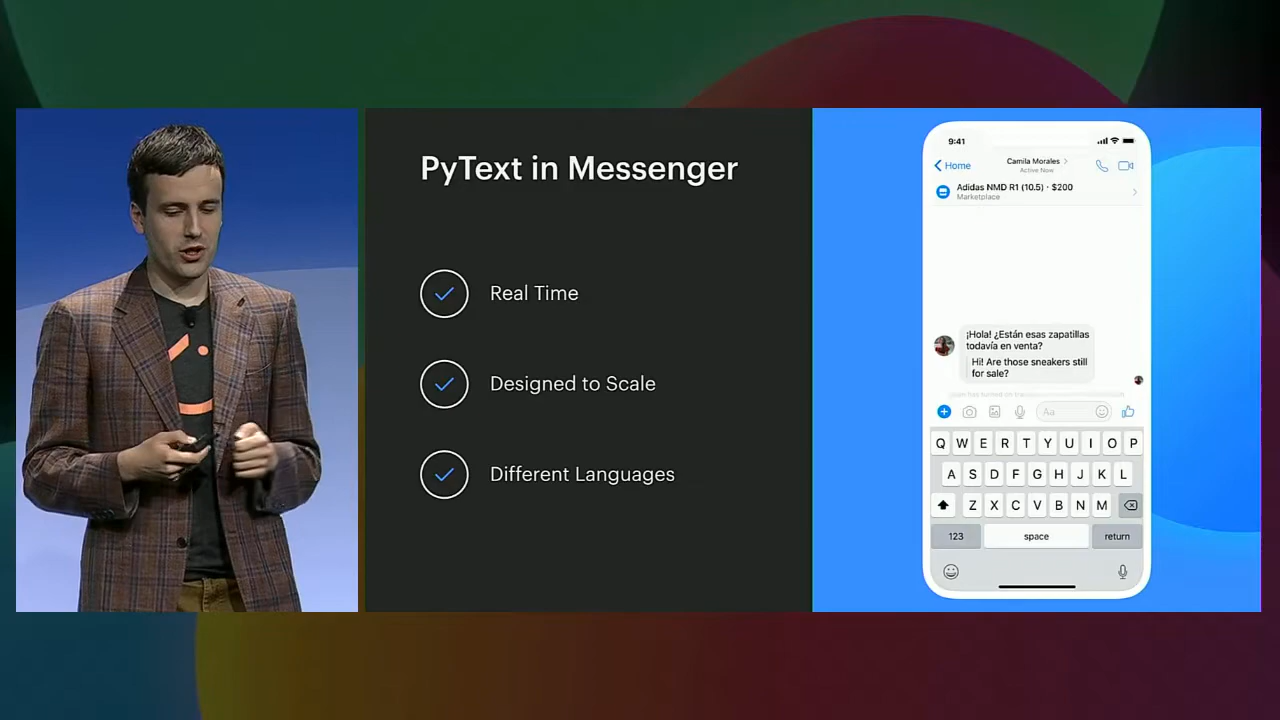 PyText in Messenger
Real Time
Designed to Scale
Different Languages
9:41
Home
Camila Morales
Active Now
Adidas NMD R1 (10.5) · $200
Marketplace
¡Hola! ¿Están esas zapatillas
todavía en venta?
Hi! Are those sneakers still
for sale?
Aa
Q W E R T Y U I O P
A S D F G H J K L
Z X C V B N M
123 space return